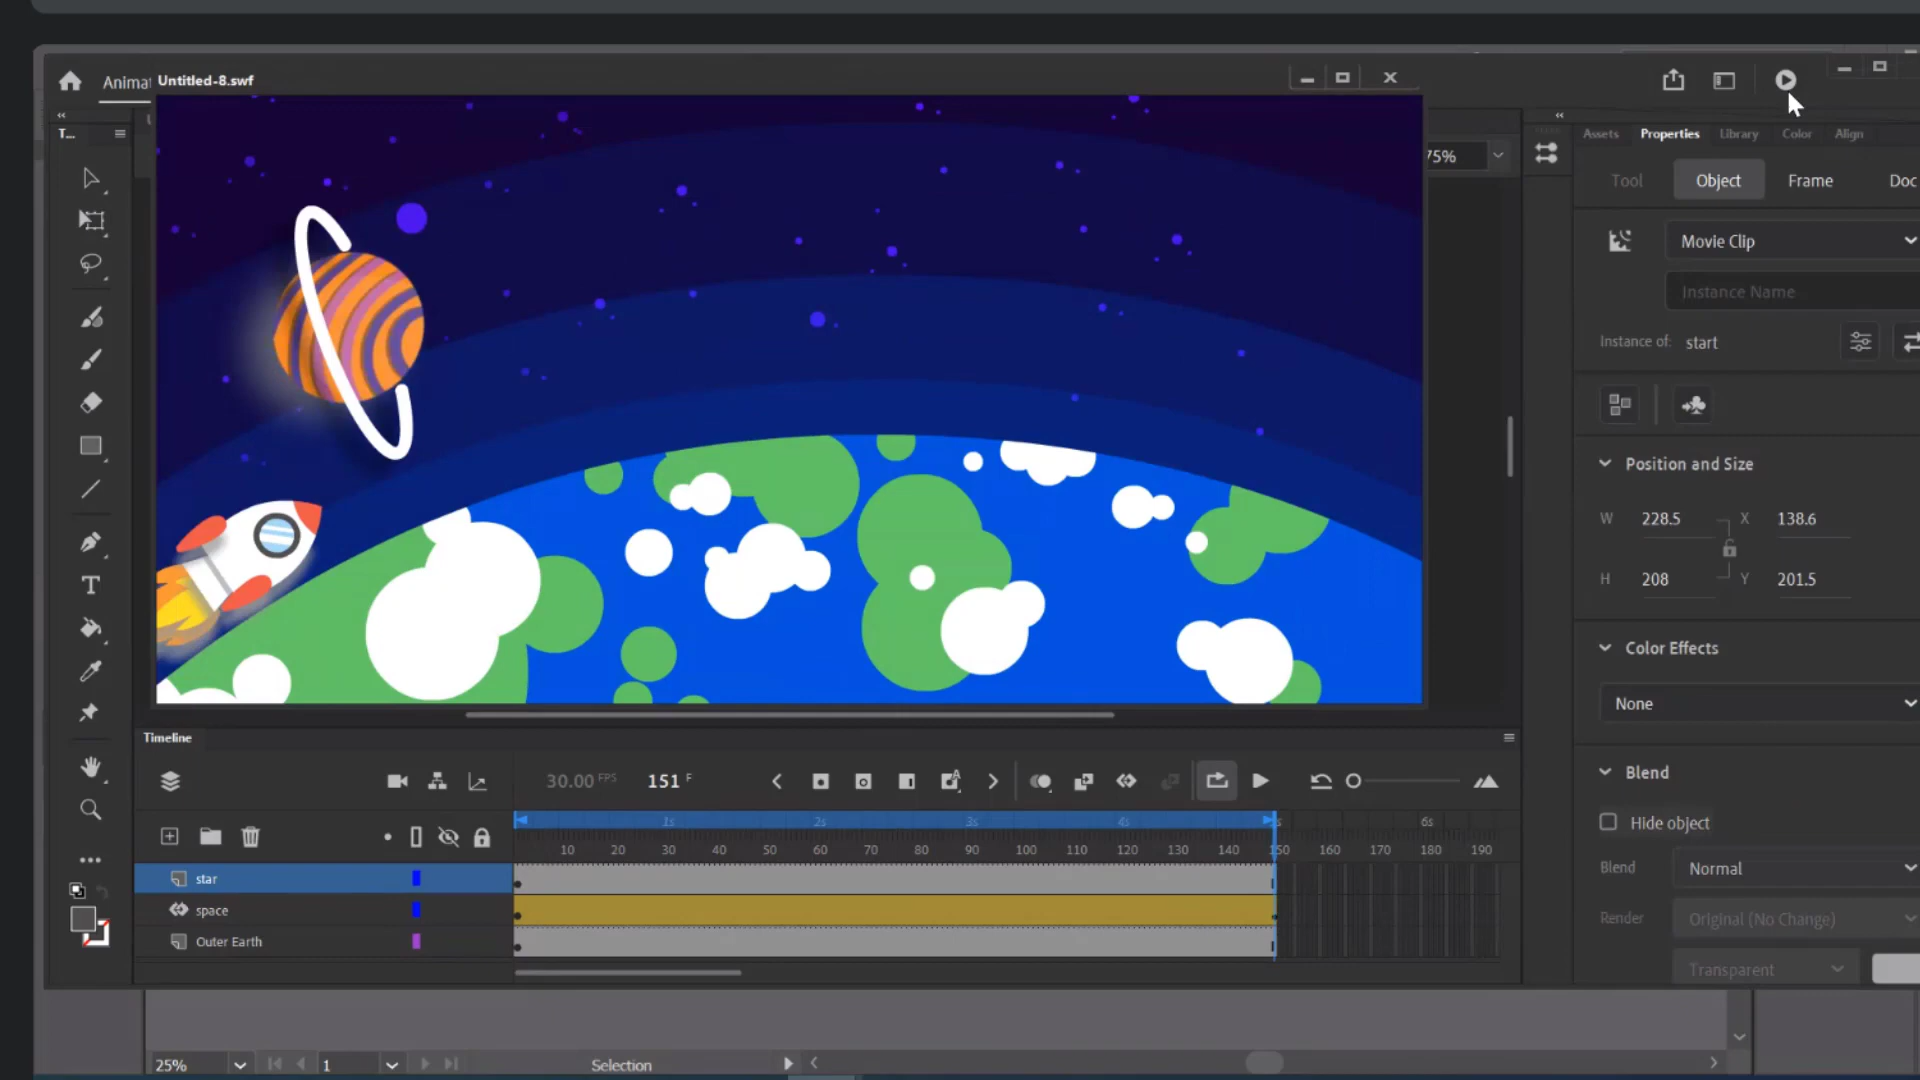 Animat
Untitled-8.swf
T...
75%
Assets Properties Library Color Align
Tool Object Frame Doc
Movie Clip
Instance Name
Instance of: start
Position and Size
W 228.5 X 138.6
H 208 Y 201.5
Color Effects
None
Timeline
30.00 FPS 151 F
Blend
Hide object
1s 2s 3s 4s s 6s
10 20 30 40 50 60 70 80 90 100 110 120 130 140 150 160 170 180 190
Blend Normal
star
space
Render Original (No Change)
Outer Earth
Transparent
25% 1 Selection